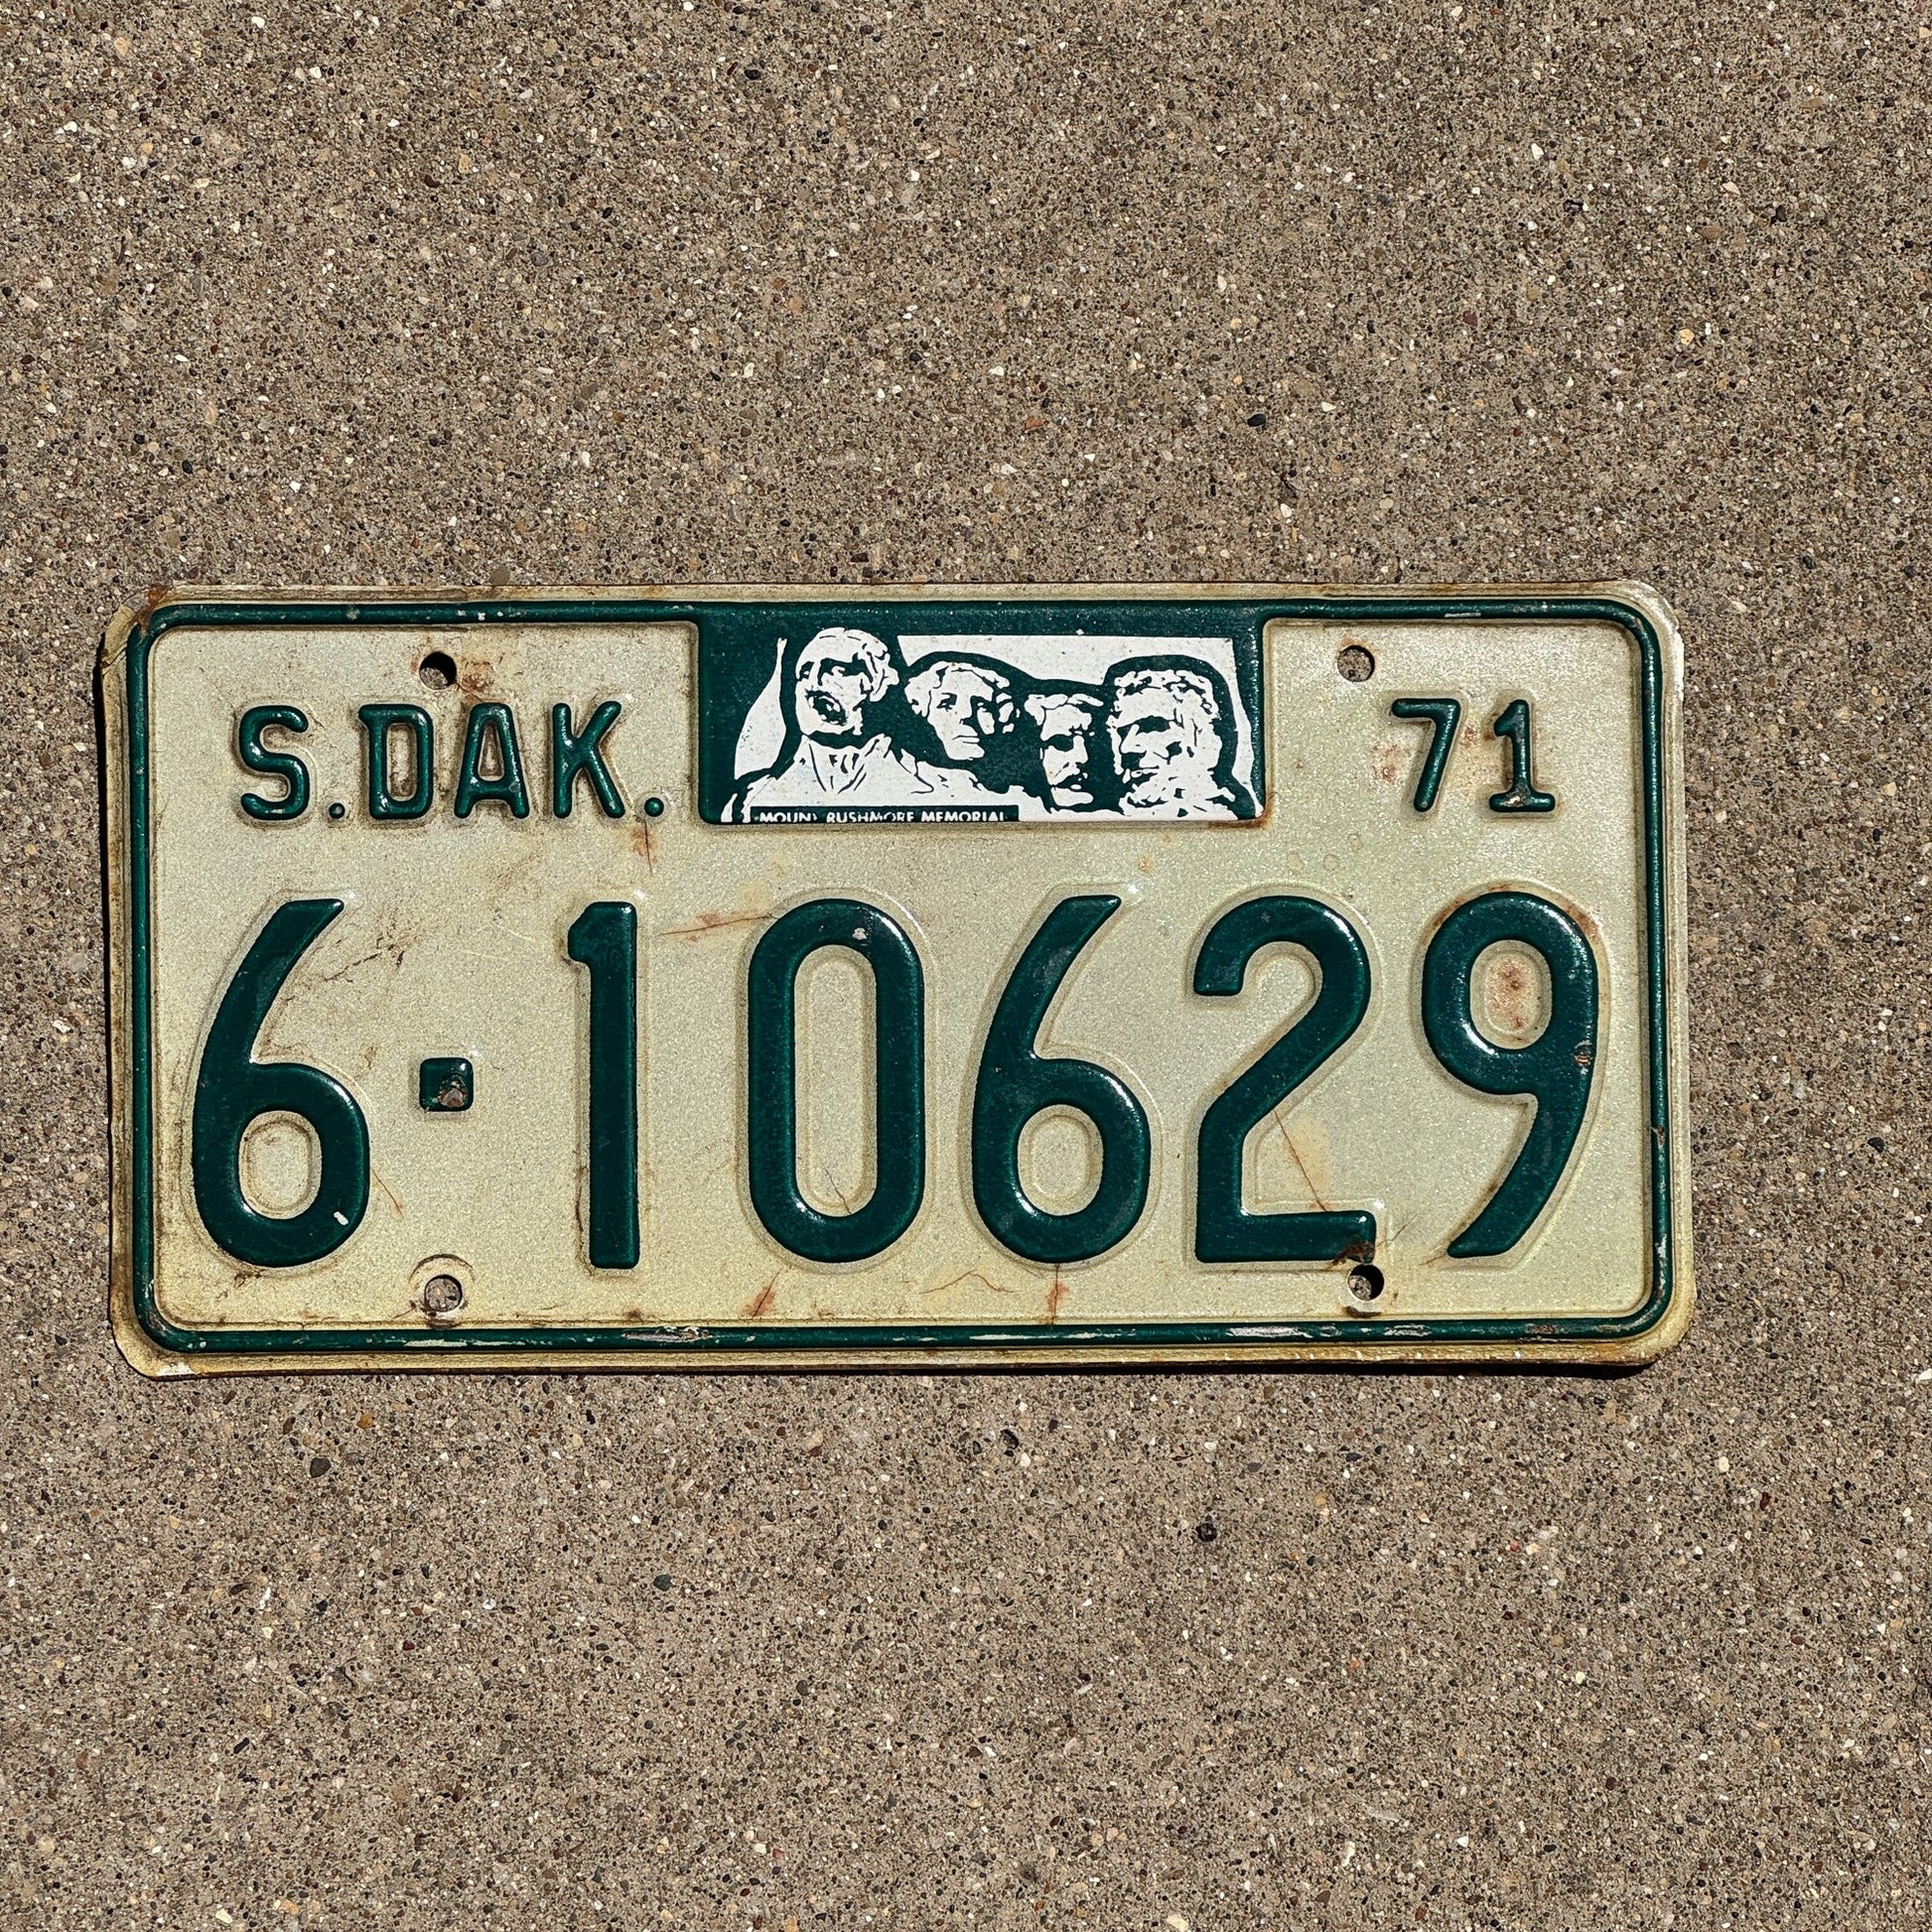 S.DAK. 71
MOUNT RUSHMORE MEMORIAL
6·10629